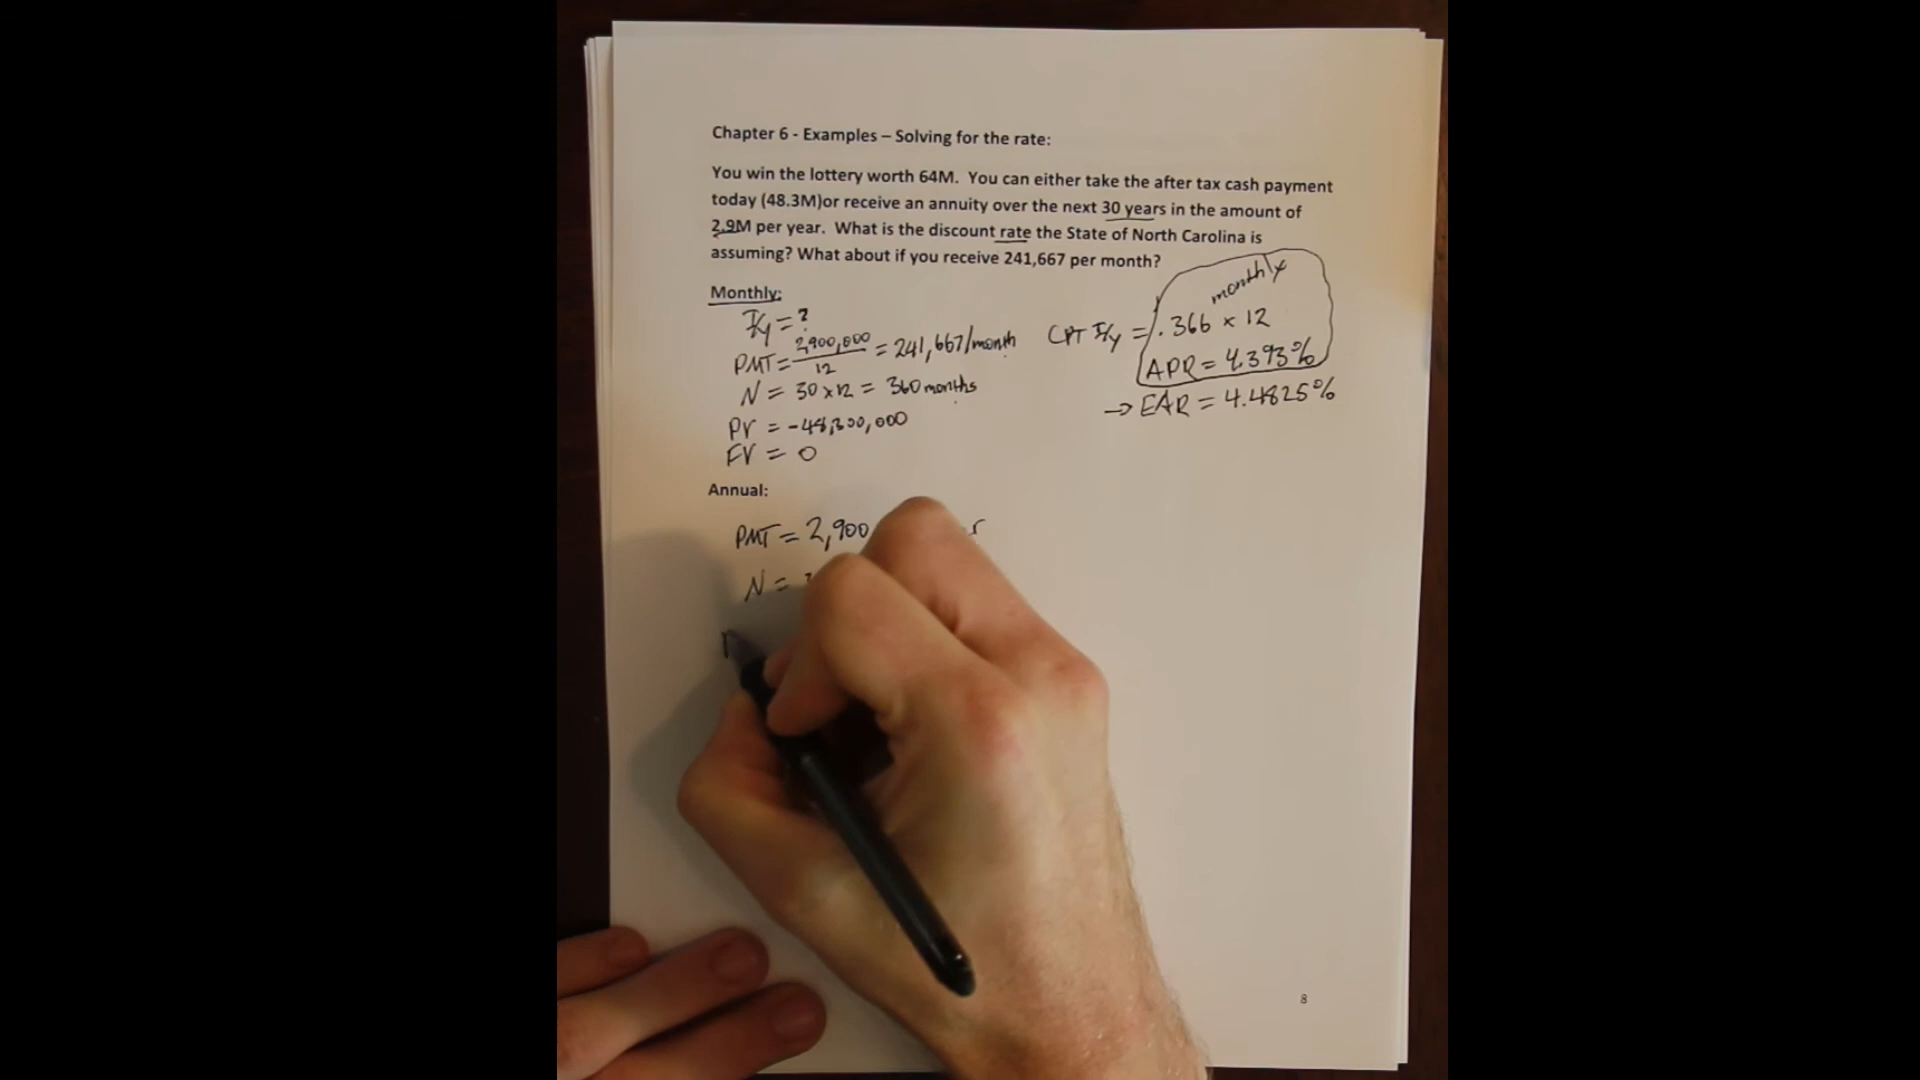 Chapter 6 - Examples – Solving for the rate:
You win the lottery worth 64M. You can either take the after tax cash payment
today (48.3M)or receive an annuity over the next 30 years in the amount of
2.9M per year. What is the discount rate the State of North Carolina is
assuming? What about if you receive 241,667 per month?
Monthly:
I/y = ?
PMT = 2,900,000 / 12 = 241,667/month
N = 30 x 12 = 360 months
PV = -48,300,000
FV = 0
monthly
CPT I/y = .366 x 12
APR = 4.393%
→ EAR = 4.4825%
Annual:
PMT = 2,900
N =
8